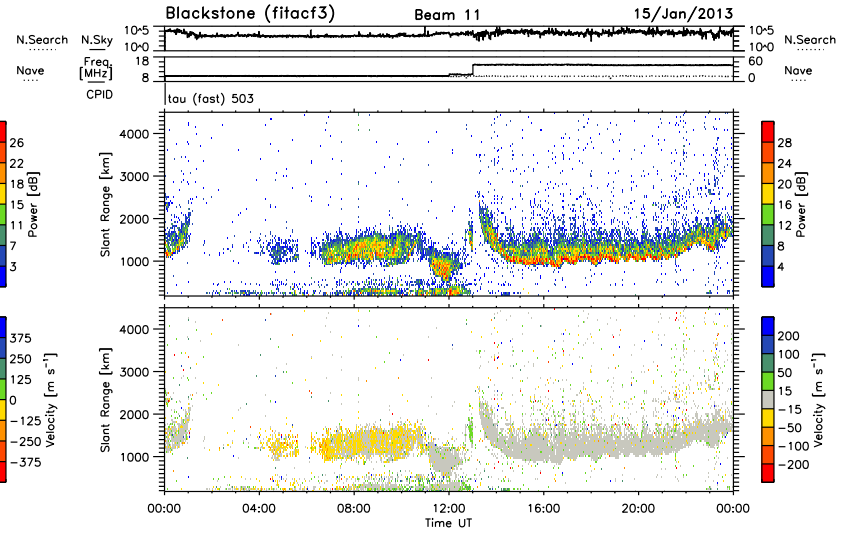 Blackstone (fitacf3) Beam 11 15/Jan/2013
N.Search N.Sky 10^5 10^0 10^5 10^0 N.Search
Nave Freq. [MHz] 18 8 60 0 Nave
CPID tau (fast) 503
Power [dB] 26 22 18 15 11 7 3
Slant Range [km] 4000 3000 2000 1000
28 24 20 16 12 8 4 Power [dB]
Velocity [m s⁻¹] 375 250 125 0 −125 −250 −375
Slant Range [km] 4000 3000 2000 1000
200 100 50 15 −15 −50 −100 −200 Velocity [m s⁻¹]
00:00 04:00 08:00 12:00 16:00 20:00 00:00
Time UT